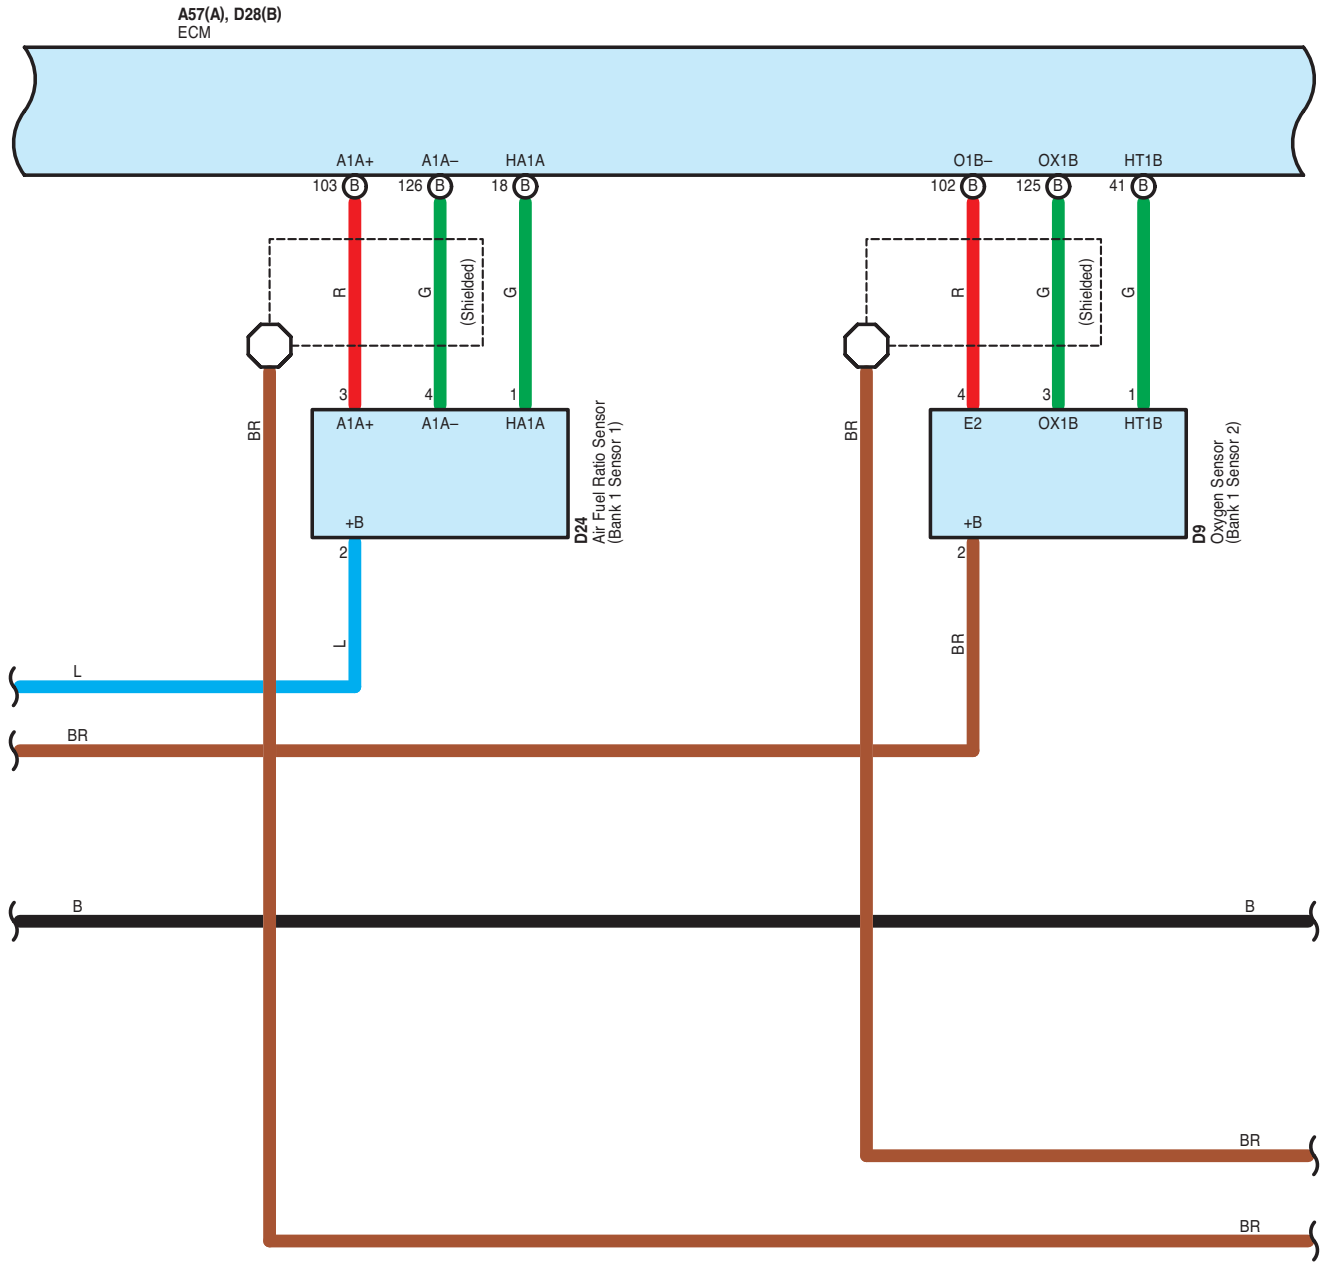 A57(A), D28(B)
ECM
A1A+ A1A– HA1A O1B– OX1B HT1B
103 B 126 B 18 B 102 B 125 B 41 B
R G (Shielded) G R G (Shielded) G
3 4 1 4 3 1
BR A1A+ A1A– HA1A BR E2 OX1B HT1B
D24
Air Fuel Ratio Sensor
(Bank 1 Sensor 1)
D9
Oxygen Sensor
(Bank 1 Sensor 2)
+B +B
2 2
L BR
L
BR
B B
BR
BR